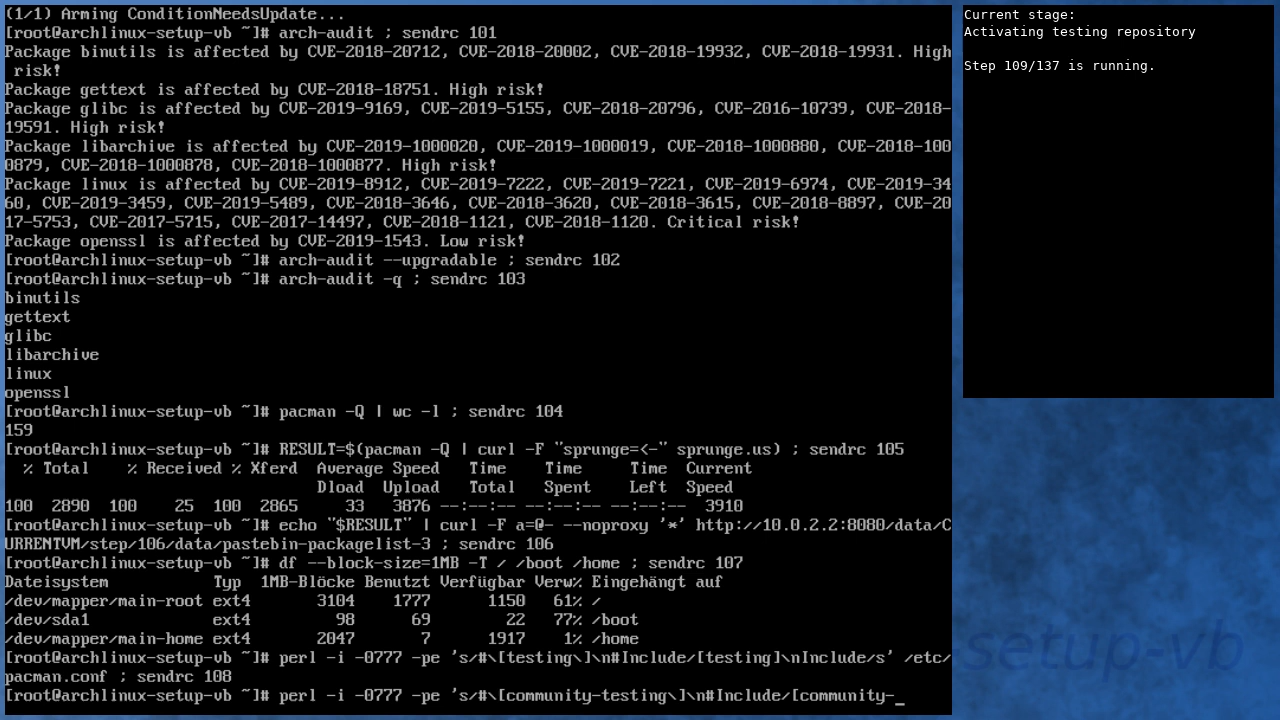 (1/1) Arming ConditionNeedsUpdate...
[root@archlinux-setup-vb ~]# arch-audit ; sendrc 101
Package binutils is affected by CVE-2018-20712, CVE-2018-20002, CVE-2018-19932, CVE-2018-19931. High
 risk!
Package gettext is affected by CVE-2018-18751. High risk!
Package glibc is affected by CVE-2019-9169, CVE-2019-5155, CVE-2018-20796, CVE-2016-10739, CVE-2018-
19591. High risk!
Package libarchive is affected by CVE-2019-1000020, CVE-2019-1000019, CVE-2018-1000880, CVE-2018-100
0879, CVE-2018-1000878, CVE-2018-1000877. High risk!
Package linux is affected by CVE-2019-8912, CVE-2019-7222, CVE-2019-7221, CVE-2019-6974, CVE-2019-34
60, CVE-2019-3459, CVE-2019-5489, CVE-2018-3646, CVE-2018-3620, CVE-2018-3615, CVE-2018-8897, CVE-20
17-5753, CVE-2017-5715, CVE-2017-14497, CVE-2018-1121, CVE-2018-1120. Critical risk!
Package openssl is affected by CVE-2019-1543. Low risk!
[root@archlinux-setup-vb ~]# arch-audit --upgradable ; sendrc 102
[root@archlinux-setup-vb ~]# arch-audit -q ; sendrc 103
binutils
gettext
glibc
libarchive
linux
openssl
[root@archlinux-setup-vb ~]# pacman -Q | wc -l ; sendrc 104
159
[root@archlinux-setup-vb ~]# RESULT=$(pacman -Q | curl -F "sprunge=<-" sprunge.us) ; sendrc 105
  % Total    % Received % Xferd  Average Speed   Time    Time     Time  Current
                                 Dload  Upload   Total   Spent    Left  Speed
100  2890  100    25  100  2865     33   3876 --:--:-- --:--:-- --:--:--  3910
[root@archlinux-setup-vb ~]# echo "$RESULT" | curl -F a=@- --noproxy '*' http://10.0.2.2:8080/data/C
URRENTVM/step/106/data/pastebin-packagelist-3 ; sendrc 106
[root@archlinux-setup-vb ~]# df --block-size=1MB -T / /boot /home ; sendrc 107
Dateisystem           Typ  1MB-Blöcke Benutzt Verfügbar Verw% Eingehängt auf
/dev/mapper/main-root ext4       3104    1777      1150   61% /
/dev/sda1             ext4         98      69        22   77% /boot
/dev/mapper/main-home ext4       2047       7      1917    1% /home
[root@archlinux-setup-vb ~]# perl -i -0777 -pe 's/#\[testing\]\n#Include/[testing]\nInclude/s' /etc/
pacman.conf ; sendrc 108
[root@archlinux-setup-vb ~]# perl -i -0777 -pe 's/#\[community-testing\]\n#Include/[community-_
Current stage:
Activating testing repository
Step 109/137 is running.
setup-vb